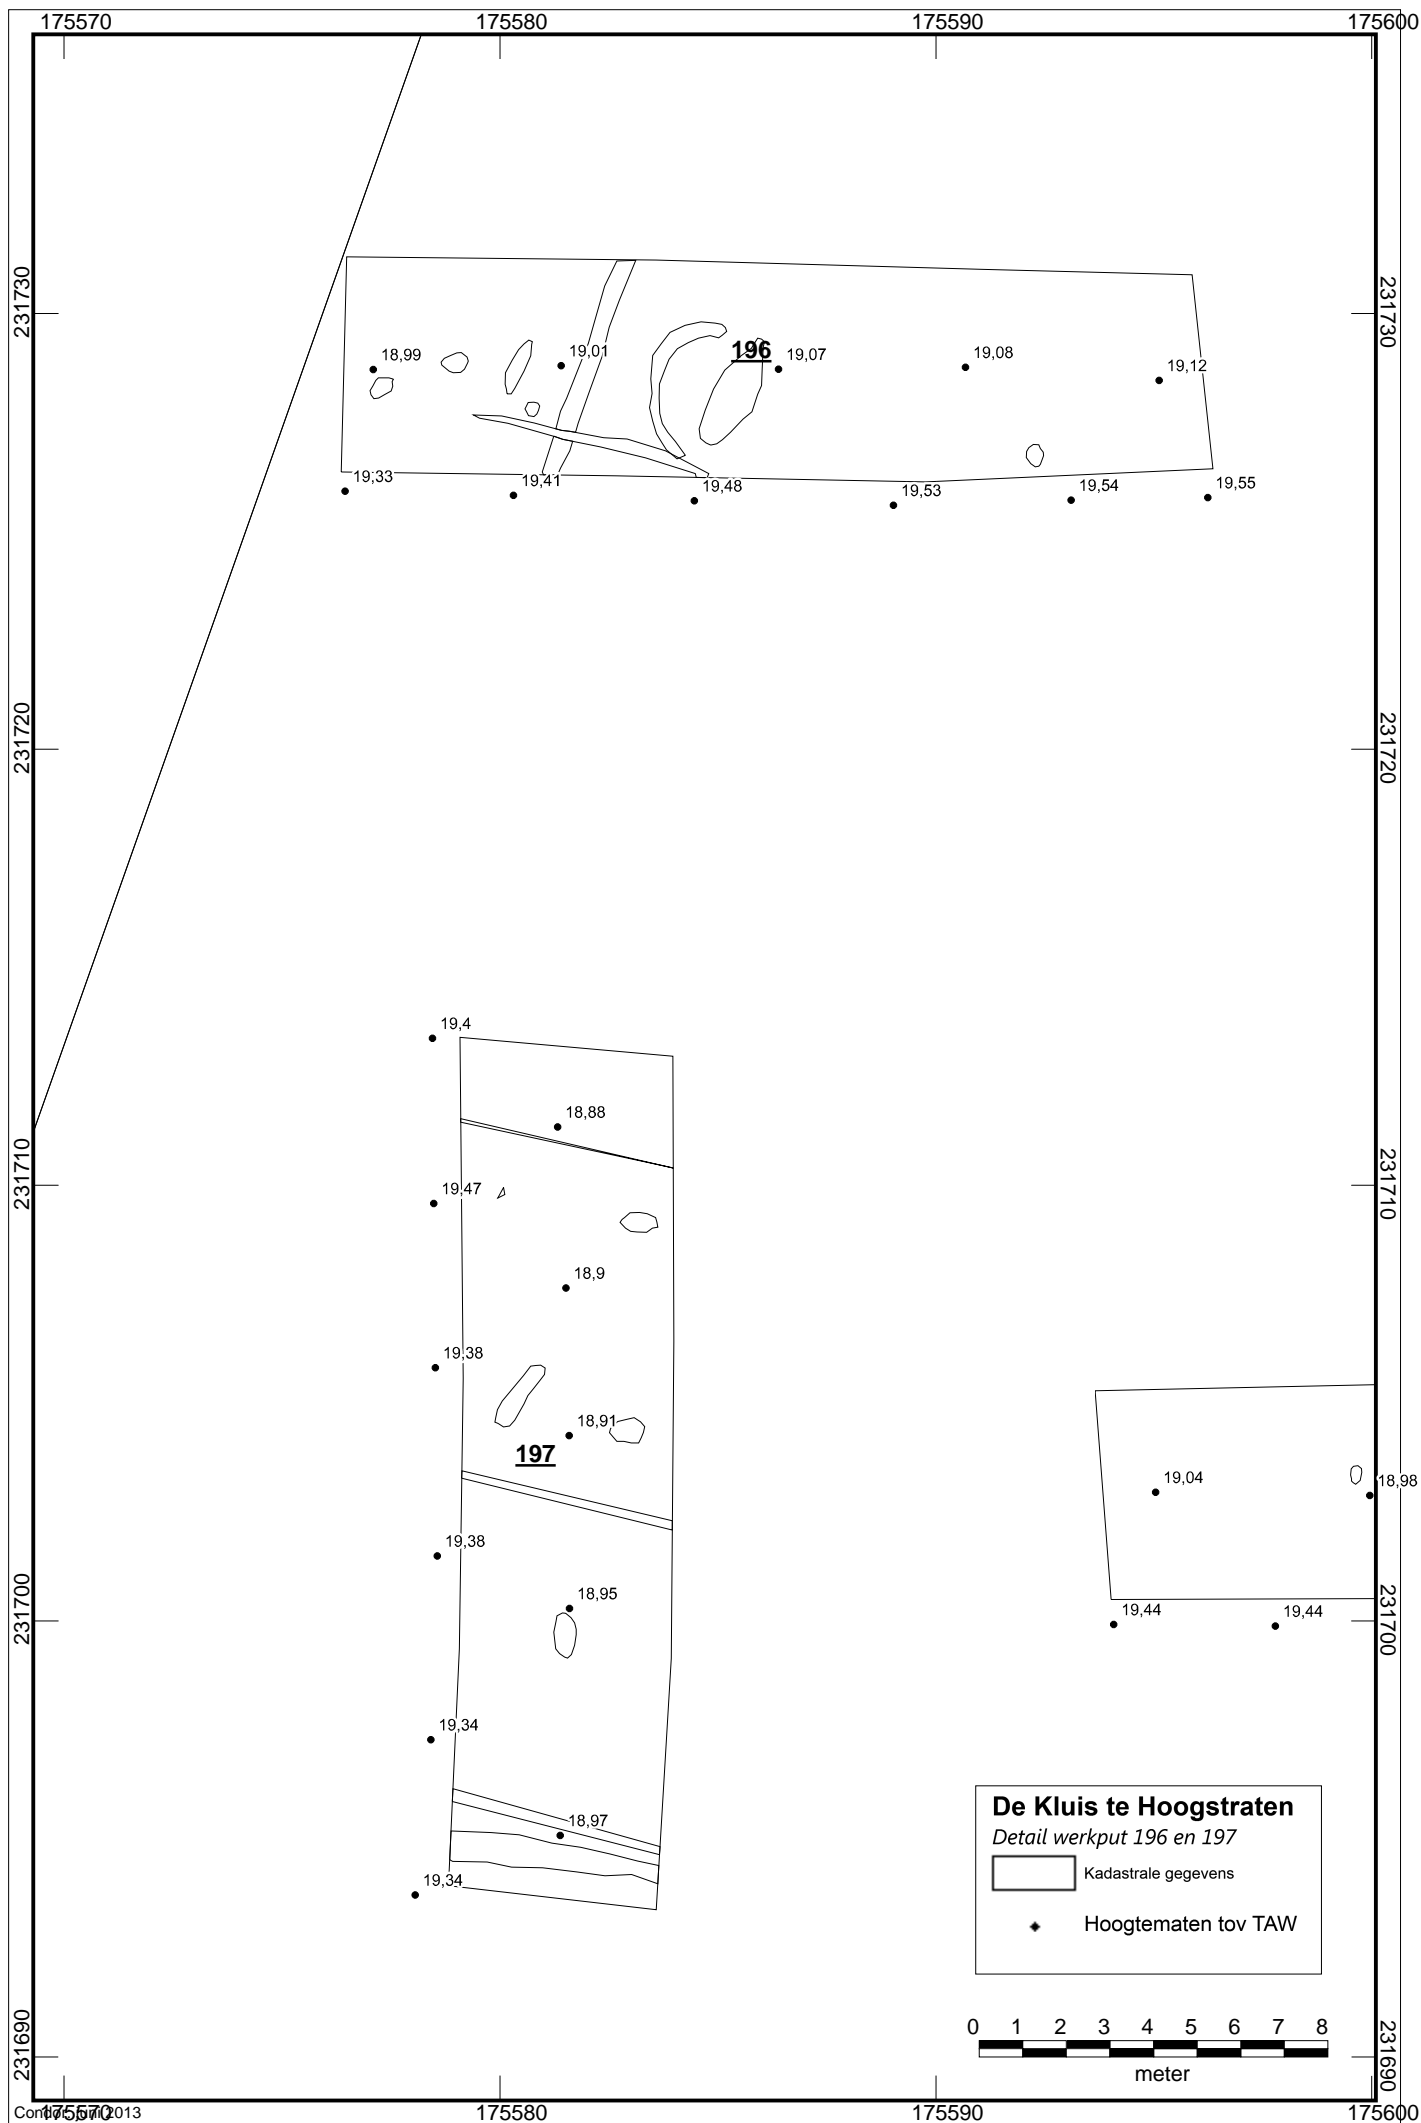 175570 175580 175590 175600
231730 231730
196
18,99 19,01 19,07 19,08 19,12
19,33 19,41 19,48 19,53 19,54 19,55
231720 231720
19,4
18,88
231710 231710
19,47
18,9
19,38
18,91
197
19,04 18,98
19,38
18,95
231700 231700
19,44 19,44
19,34
18,97
19,34
De Kluis te Hoogstraten
Detail werkput 196 en 197
Kadastrale gegevens
Hoogtematen tov TAW
0 1 2 3 4 5 6 7 8
meter
231690 231690
Condor, juni 2013
175570 175580 175590 175600